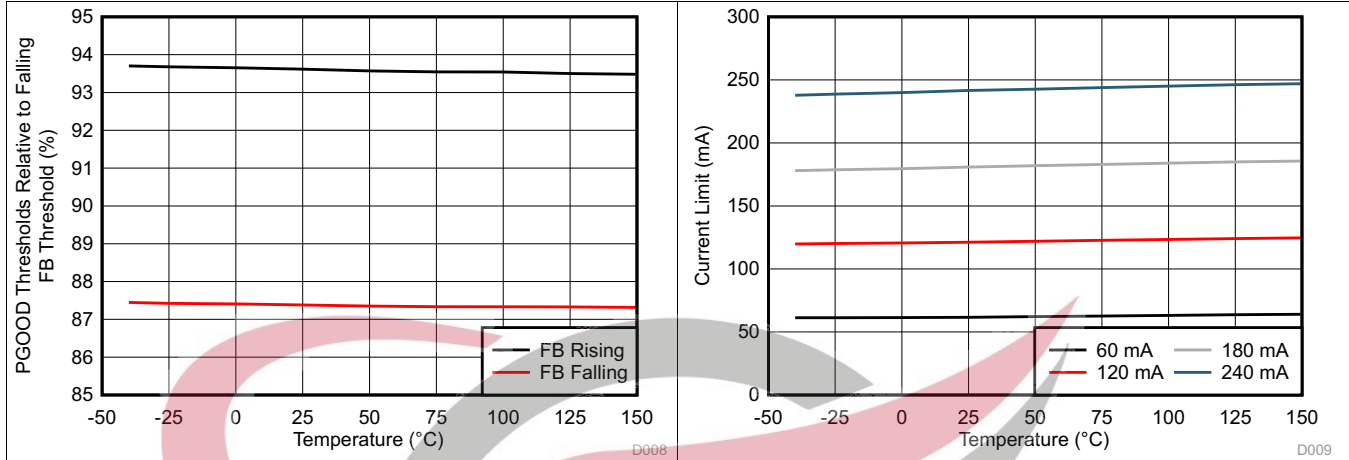 PGOOD Thresholds Relative to Falling
FB Threshold (%)
95
94
93
92
91
90
89
88
87
86
85
-50 -25 0 25 50 75 100 125 150
Temperature (°C)
FB Rising
FB Falling
D008
Current Limit (mA)
300
250
200
150
100
50
0
-50 -25 0 25 50 75 100 125 150
Temperature (°C)
60 mA 180 mA
120 mA 240 mA
D009